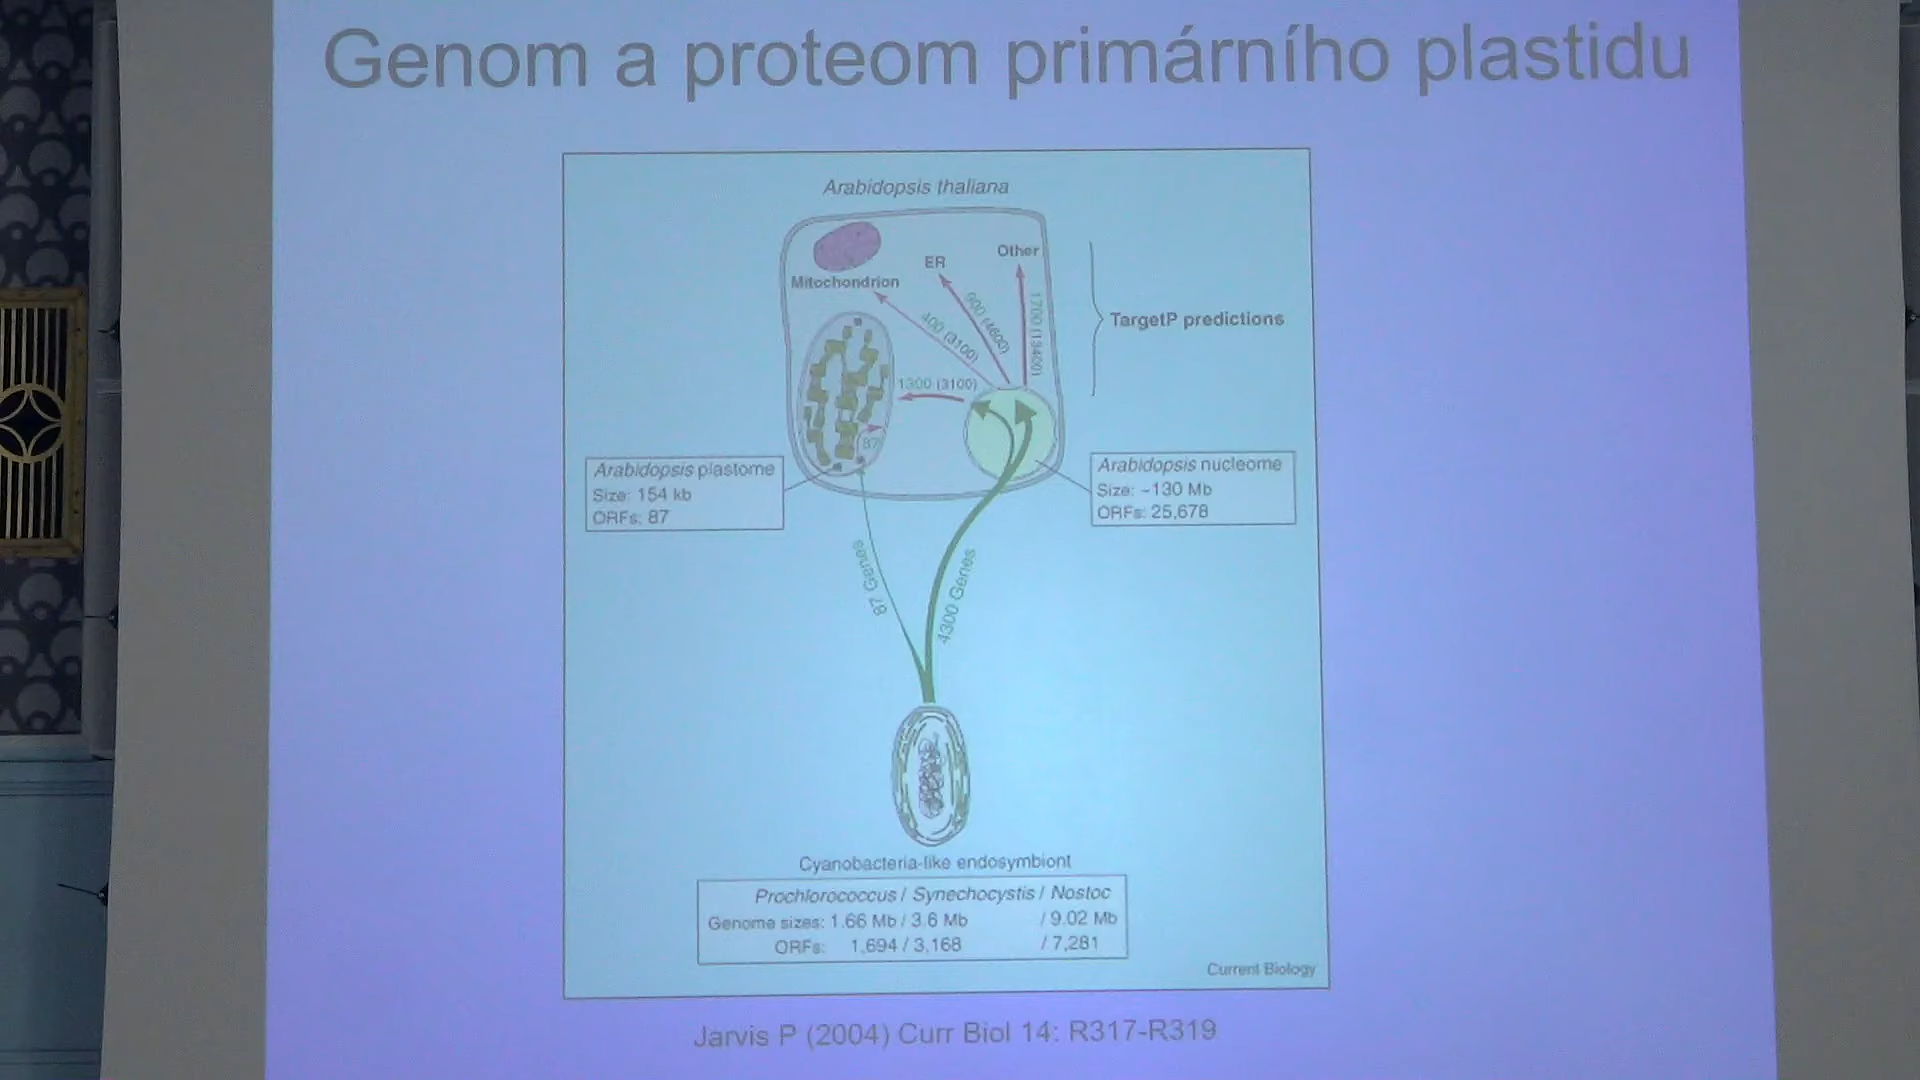 Genom a proteom primárního plastidu
Arabidopsis thaliana
Other
ER
Mitochondrion
1700 (13400)
900 (4600)
400 (3100)
TargetP predictions
1300 (3100)
87
Arabidopsis plastome
Size: 154 kb
ORFs: 87
Arabidopsis nucleome
Size: ~130 Mb
ORFs: 25,678
87 Genes
4300 Genes
Cyanobacteria-like endosymbiont
Prochlorococcus / Synechocystis / Nostoc
Genome sizes: 1.66 Mb / 3.6 Mb / 9.02 Mb
ORFs: 1,694 / 3,168 / 7,281
Current Biology
Jarvis P (2004) Curr Biol 14: R317-R319